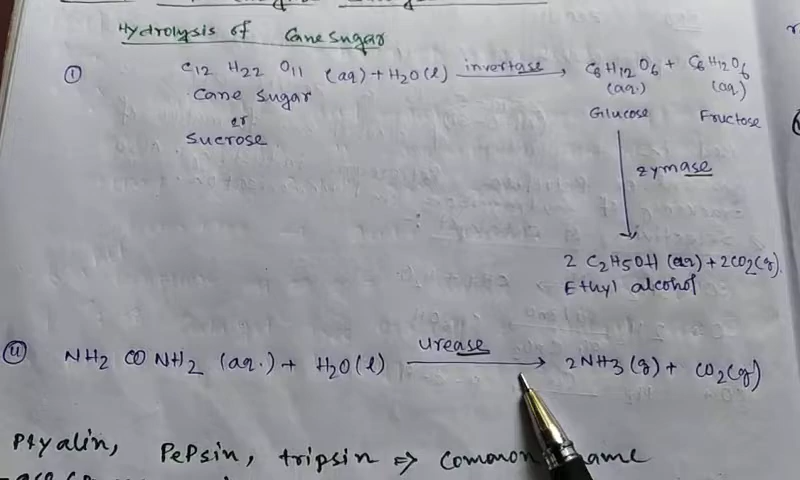 Hydrolysis of Cane Sugar
① C12 H22 O11 (aq) + H2O(l) invertase → C6H12O6 + C6H12O6
(aq.) (aq.)
Cane Sugar
or
Sucrose
Glucose Fructose
zymase
2 C2H5OH (aq) + 2CO2(g).
Ethyl alcohol
ⓘⓘ NH2 CO NH2 (aq.) + H2O(l) urease → 2NH3(g) + CO2(g)
Ptyalin, Pepsin, tripsin ⇒ common name